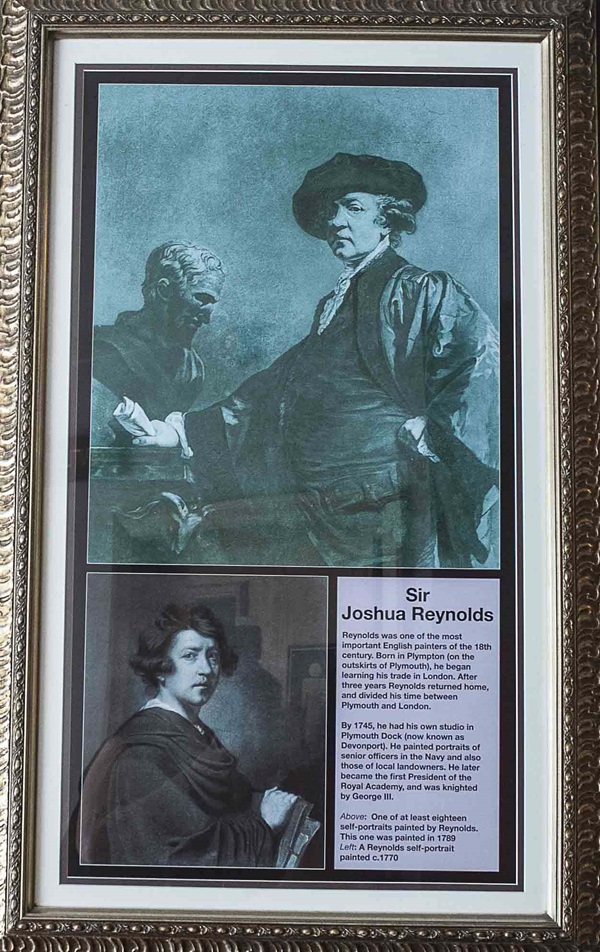 Sir
Joshua Reynolds
Reynolds was one of the most
important English painters of the 18th
century. Born in Plympton (on the
outskirts of Plymouth), he began
learning his trade in London. After
three years Reynolds returned home,
and divided his time between
Plymouth and London.
By 1745, he had his own studio in
Plymouth Dock (now known as
Devonport). He painted portraits of
senior officers in the Navy and also
those of local landowners. He later
became the first President of the
Royal Academy, and was knighted
by George III.
Above: One of at least eighteen
self-portraits painted by Reynolds.
This one was painted in 1789
Left: A Reynolds self-portrait
painted c.1770